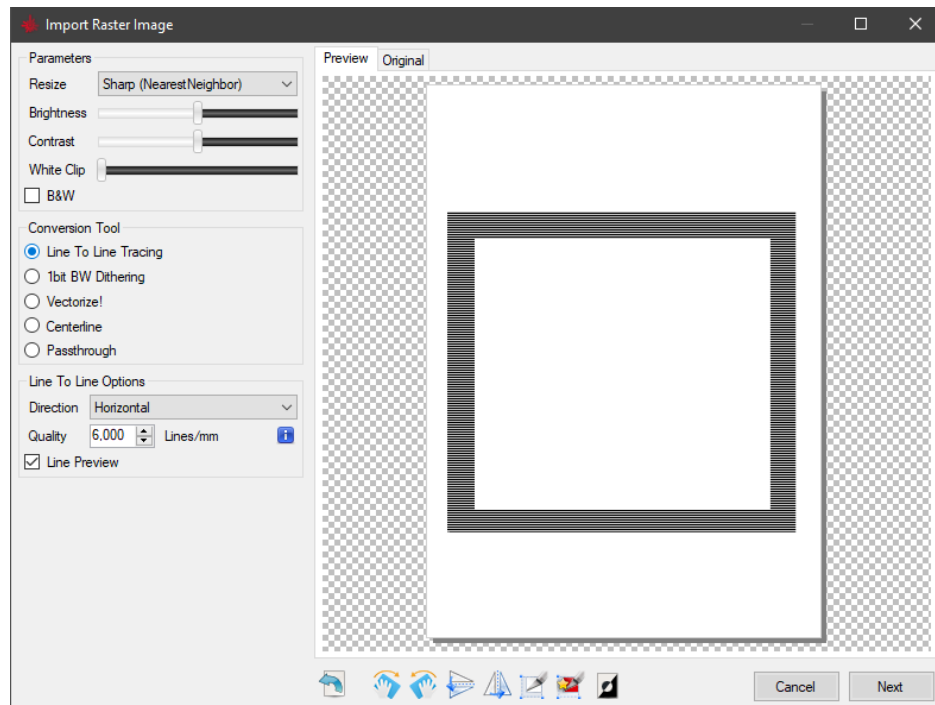 Import Raster Image
Parameters
Resize Sharp (NearestNeighbor)
Brightness
Contrast
White Clip
B&W
Conversion Tool
Line To Line Tracing
1bit BW Dithering
Vectorize!
Centerline
Passthrough
Line To Line Options
Direction Horizontal
Quality 6,000 Lines/mm
Line Preview
Preview Original
Cancel Next